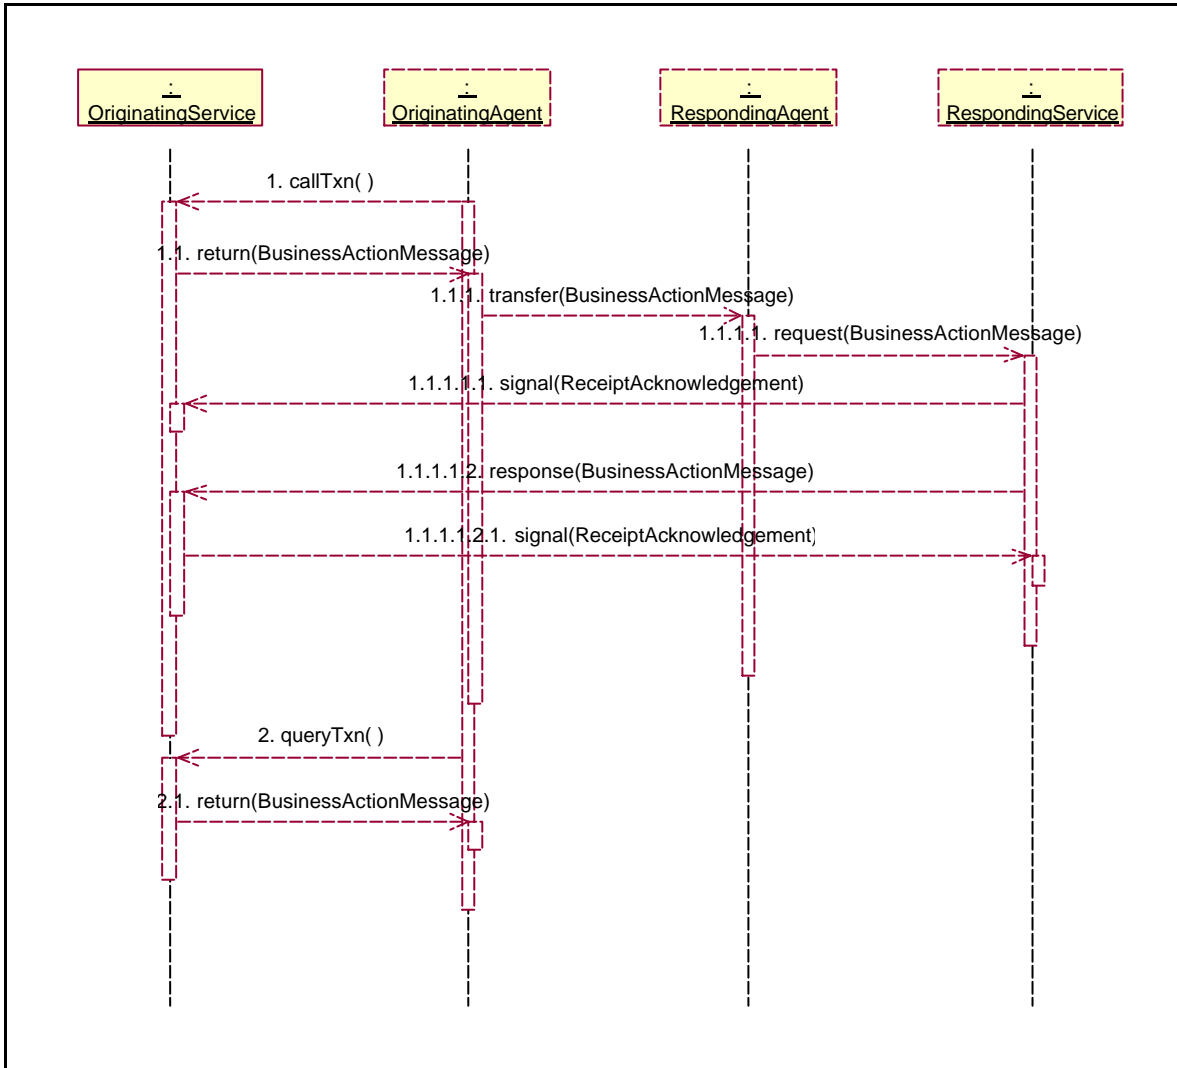 :
OriginatingService
:
OriginatingAgent
:
RespondingAgent
:
RespondingService
1. callTxn( )
1.1. return(BusinessActionMessage)
1.1.1. transfer(BusinessActionMessage)
1.1.1.1. request(BusinessActionMessage)
1.1.1.1.1. signal(ReceiptAcknowledgement)
1.1.1.1.2. response(BusinessActionMessage)
1.1.1.1.2.1. signal(ReceiptAcknowledgement)
2. queryTxn( )
2.1. return(BusinessActionMessage)